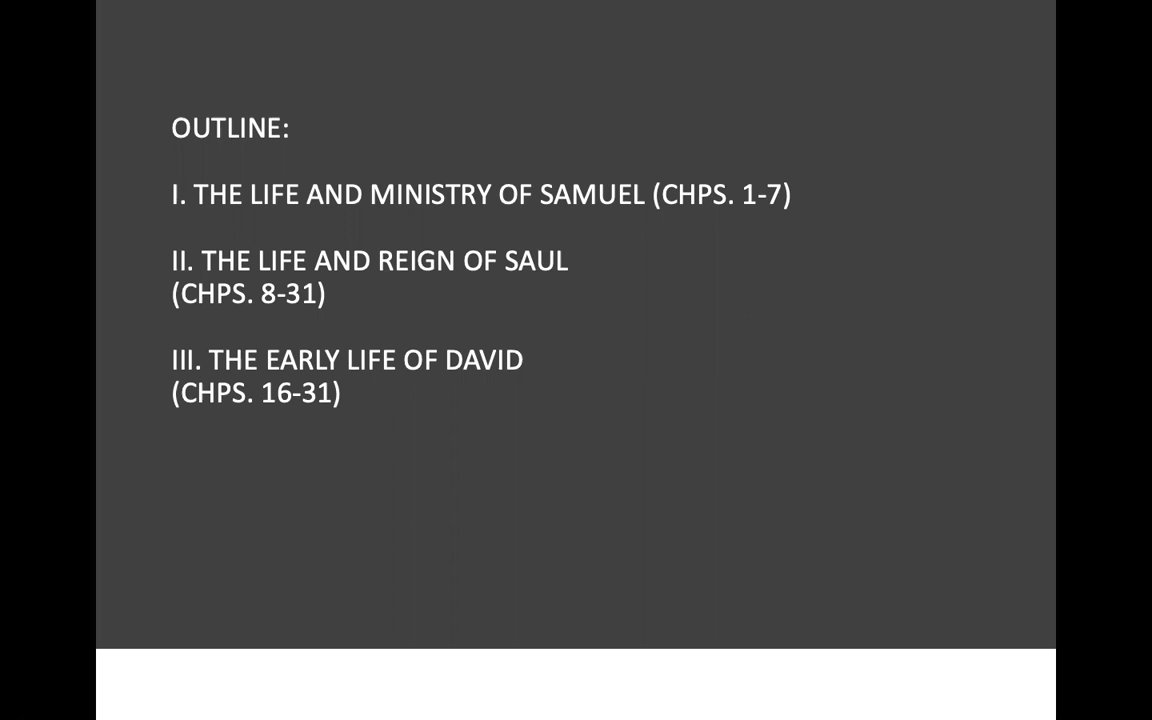 OUTLINE:
I. THE LIFE AND MINISTRY OF SAMUEL (CHPS. 1-7)
II. THE LIFE AND REIGN OF SAUL
(CHPS. 8-31)
III. THE EARLY LIFE OF DAVID
(CHPS. 16-31)